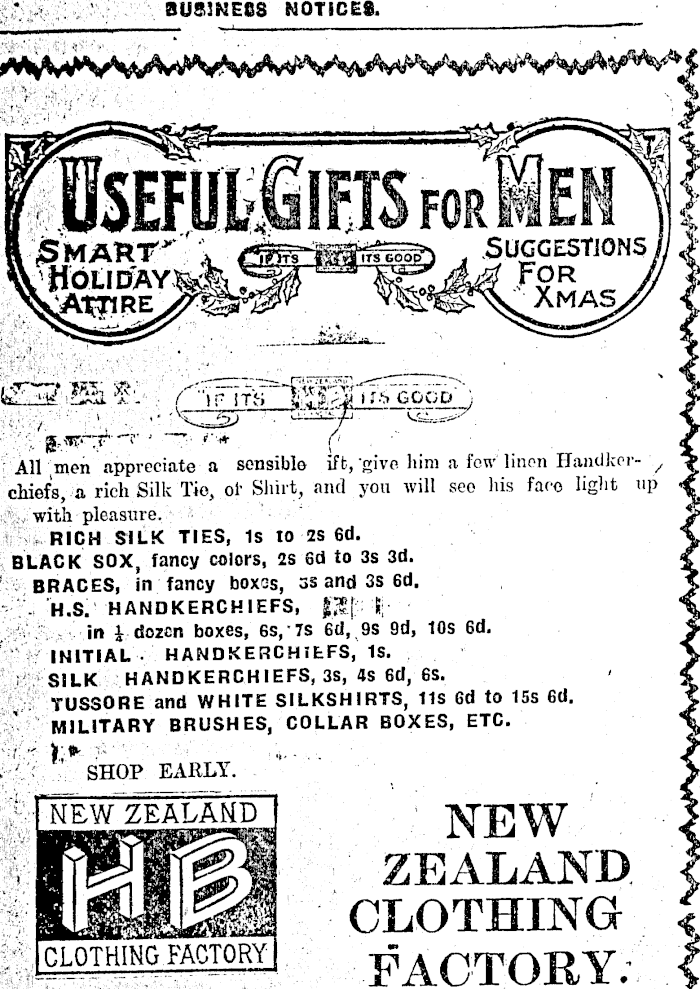 BUSINESS NOTICES.
USEFUL GIFTS FOR MEN
SMART
HOLIDAY
ATTIRE
IF ITS ITS GOOD
SUGGESTIONS
FOR
XMAS
IF ITS ITS GOOD
All men appreciate a sensible ift, give him a few linen Handker-
chiefs, a rich Silk Tie, or Shirt, and you will see his face light up
with pleasure.
RICH SILK TIES, 1s to 2s 6d.
BLACK SOX, fancy colors, 2s 6d to 3s 3d.
BRACES, in fancy boxes, and 3s 6d.
H.S. HANDKERCHIEFS,
in ½ dozen boxes, 6s, 7s 6d, 9s 9d, 10s 6d.
INITIAL HANDKERCHIEFS, 1s.
SILK HANDKERCHIEFS, 3s, 4s 6d, 6s.
TUSSORE and WHITE SILKSHIRTS, 11s 6d to 15s 6d.
MILITARY BRUSHES, COLLAR BOXES, ETC.
SHOP EARLY.
NEW ZEALAND
HB
CLOTHING FACTORY
NEW
ZEALAND
CLOTHING
FACTORY.